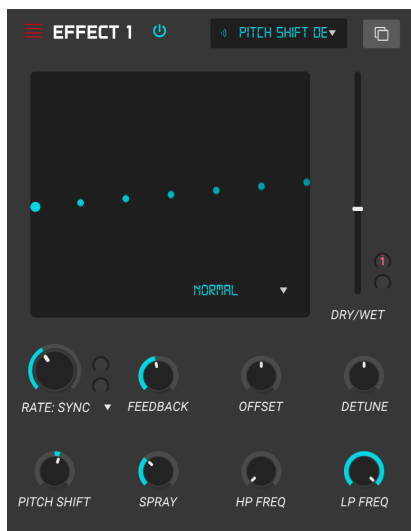 EFFECT 1 PITCH SHIFT DE
NORMAL
1
DRY/WET
RATE: SYNC FEEDBACK OFFSET DETUNE
PITCH SHIFT SPRAY HP FREQ LP FREQ